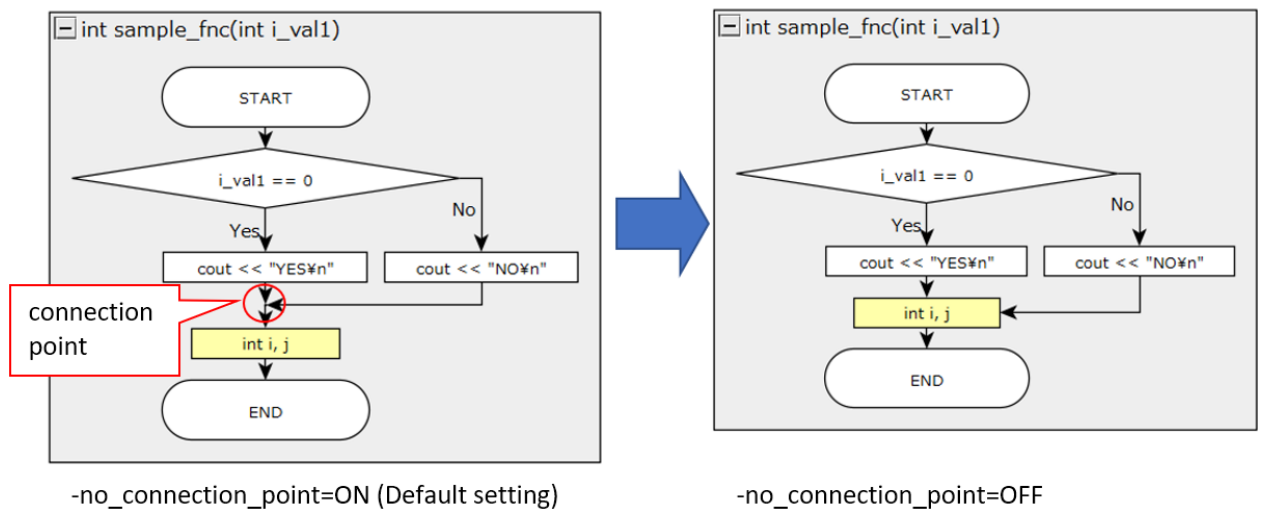 int sample_fnc(int i_val1)
START
i_val1 == 0
No
Yes
cout << "YES¥n"
cout << "NO¥n"
connection
point
int i, j
END
-no_connection_point=ON (Default setting)
int sample_fnc(int i_val1)
START
i_val1 == 0
No
Yes
cout << "YES¥n"
cout << "NO¥n"
int i, j
END
-no_connection_point=OFF